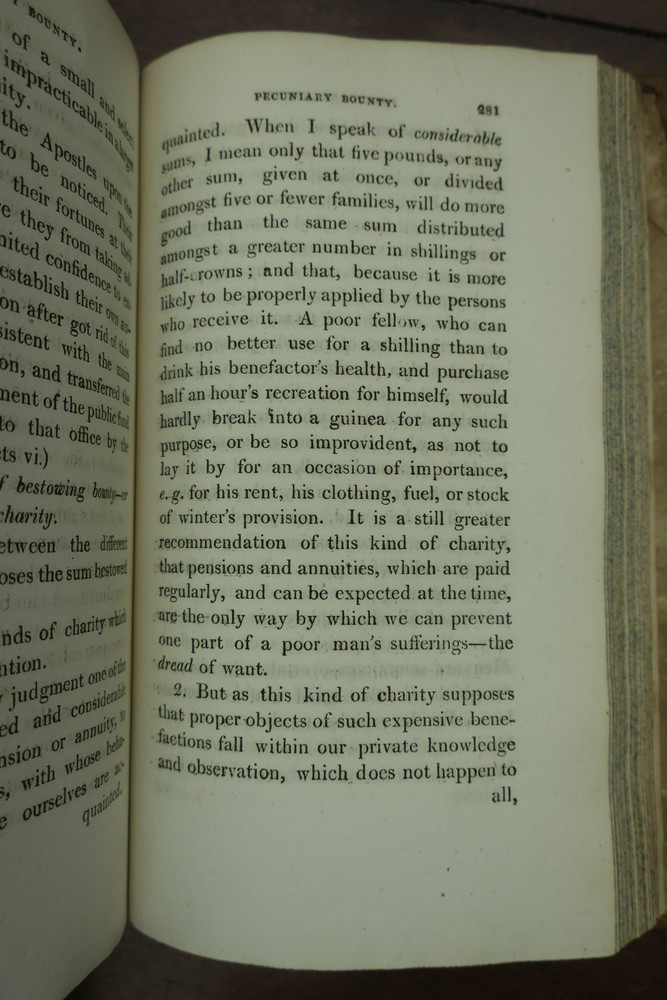 BOUNTY.
of a small and select
impracticable in a large
ity.
the Apostles upon the
to be noticed.
their fortunes at their
e they from taking
nited confidence to
establish their own
on after got rid of this
sistent with the main
on, and transferred the
ment of the public fund
to that office by the
ts vi.)
f bestowing bounty—or
charity.
etween the different
oses the sum bestowed
nds of charity which
ntion.
y judgment one of the
ed and considerable
nsion or annuity, to
s, with whose beha-
e ourselves are ac-
quainted.
PECUNIARY BOUNTY.
281
quainted. When I speak of considerable
sums, I mean only that five pounds, or any
other sum, given at once, or divided
amongst five or fewer families, will do more
good than the same sum distributed
amongst a greater number in shillings or
half-crowns; and that, because it is more
likely to be properly applied by the persons
who receive it. A poor fellow, who can
find no better use for a shilling than to
drink his benefactor's health, and purchase
half an hour's recreation for himself, would
hardly break into a guinea for any such
purpose, or be so improvident, as not to
lay it by for an occasion of importance,
e.g. for his rent, his clothing, fuel, or stock
of winter's provision. It is a still greater
recommendation of this kind of charity,
that pensions and annuities, which are paid
regularly, and can be expected at the time,
are the only way by which we can prevent
one part of a poor man's sufferings—the
dread of want.
2. But as this kind of charity supposes
that proper objects of such expensive bene-
factions fall within our private knowledge
and observation, which does not happen to
all,